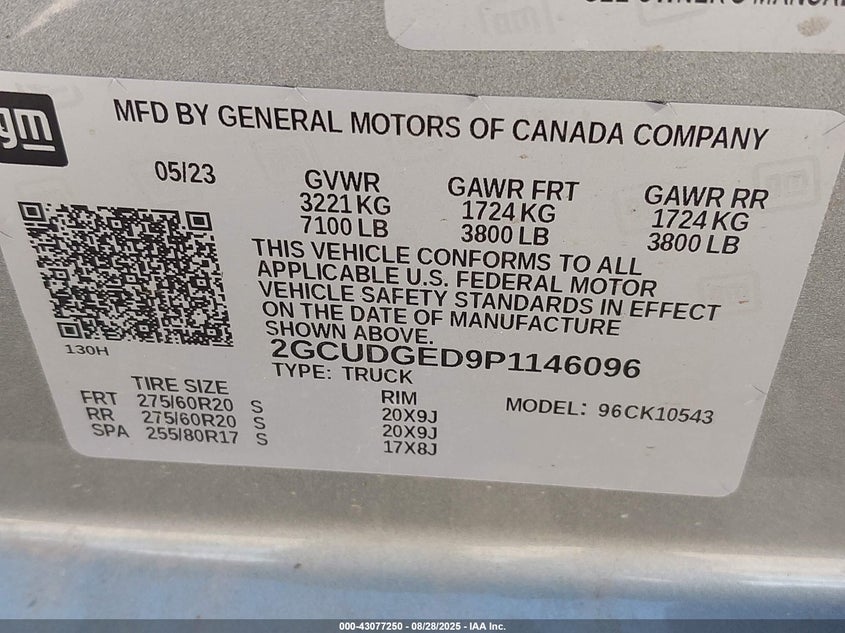 gm
MFD BY GENERAL MOTORS OF CANADA COMPANY
05/23
GVWR
3221 KG
7100 LB
GAWR FRT
1724 KG
3800 LB
GAWR RR
1724 KG
3800 LB
THIS VEHICLE CONFORMS TO ALL
APPLICABLE U.S. FEDERAL MOTOR
VEHICLE SAFETY STANDARDS IN EFFECT
ON THE DATE OF MANUFACTURE
SHOWN ABOVE.
2GCUDGED9P1146096
TYPE: TRUCK
130H
TIRE SIZE RIM
FRT 275/60R20 S 20X9J
RR 275/60R20 S 20X9J
SPA 255/80R17 S 17X8J
MODEL: 96CK10543
000-43077250 - 08/28/2025 - IAA Inc.